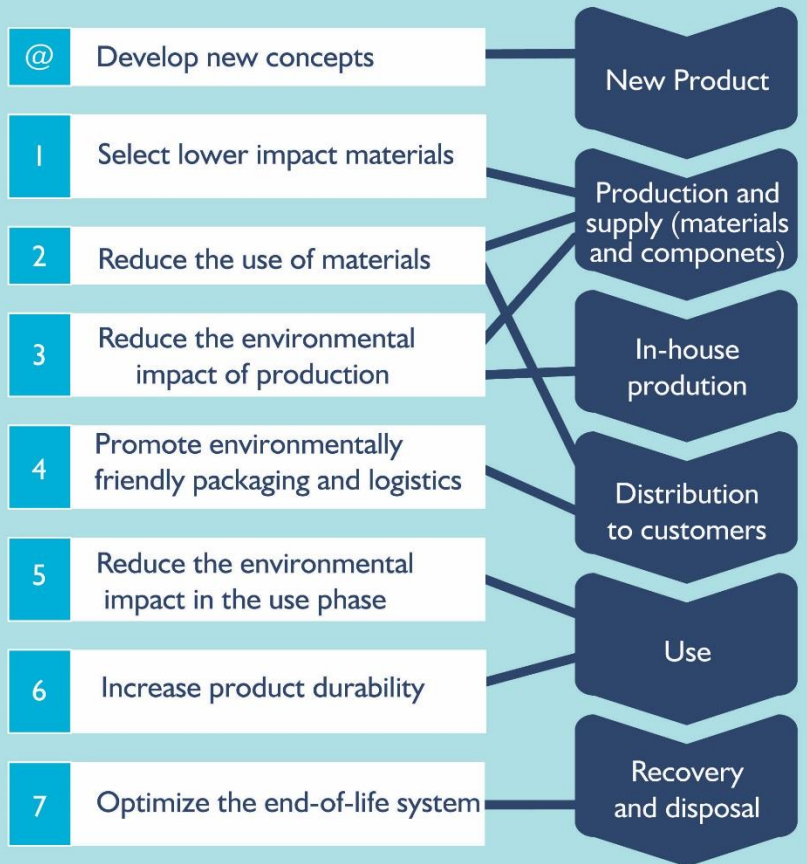 @
Develop new concepts
New Product
1
Select lower impact materials
Production and
supply (materials
and componets)
2
Reduce the use of materials
3
Reduce the environmental
impact of production
In-house
prodution
4
Promote environmentally
friendly packaging and logistics
Distribution
to customers
5
Reduce the environmental
impact in the use phase
Use
6
Increase product durability
7
Optimize the end-of-life system
Recovery
and disposal